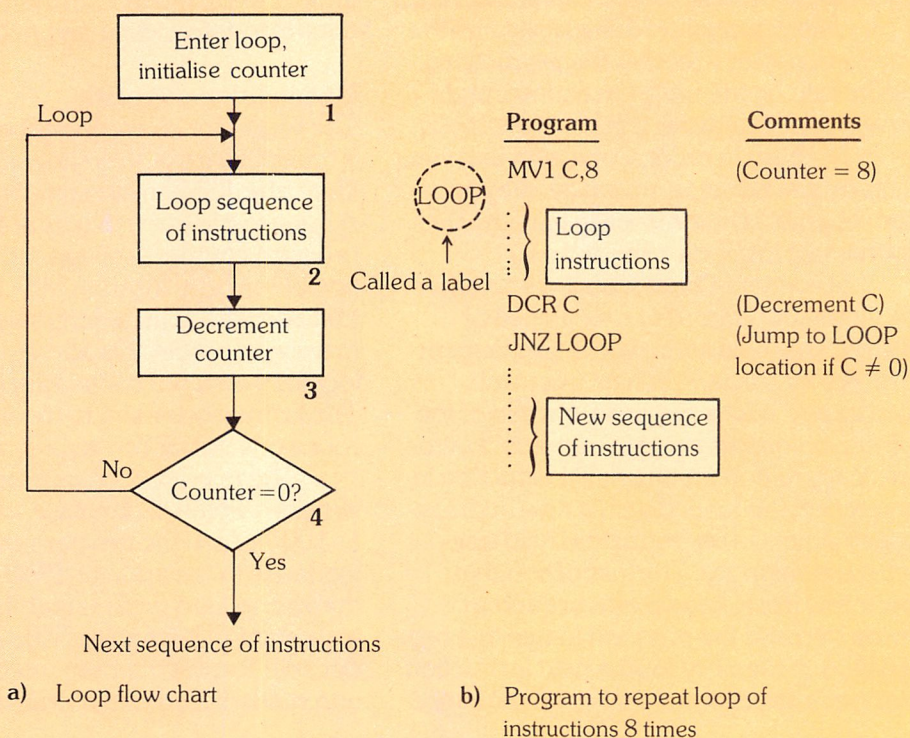 Enter loop,
initialise counter
1
Loop
Loop sequence
of instructions
2
Decrement
counter
3
No
Counter=0?
4
Yes
Next sequence of instructions
a) Loop flow chart
Program
Comments
MV1 C,8
(Counter = 8)
LOOP
Called a label
Loop
instructions
DCR C
(Decrement C)
JNZ LOOP
(Jump to LOOP
location if C ≠ 0)
New sequence
of instructions
b) Program to repeat loop of
instructions 8 times